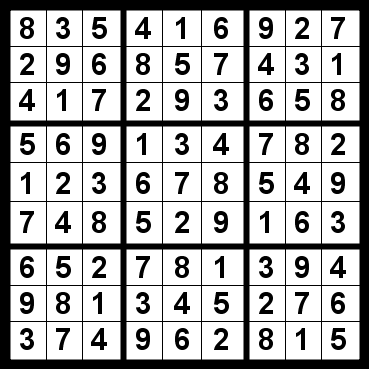 8 3 5 4 1 6 9 2 7
2 9 6 8 5 7 4 3 1
4 1 7 2 9 3 6 5 8
5 6 9 1 3 4 7 8 2
1 2 3 6 7 8 5 4 9
7 4 8 5 2 9 1 6 3
6 5 2 7 8 1 3 9 4
9 8 1 3 4 5 2 7 6
3 7 4 9 6 2 8 1 5